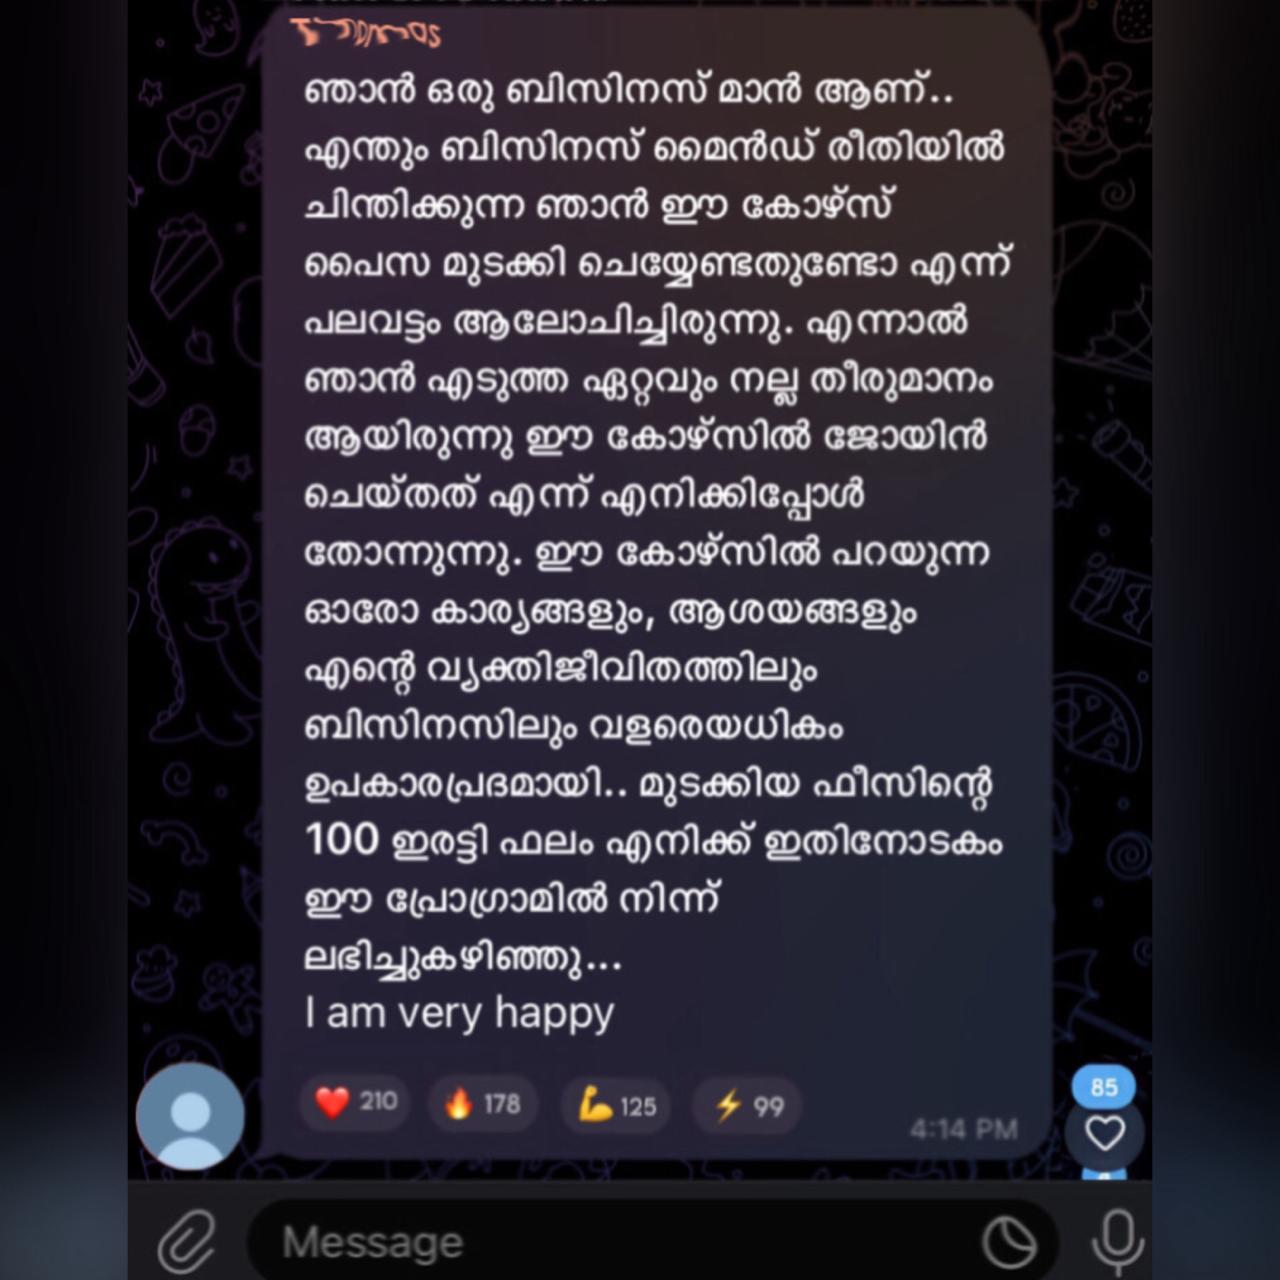 ഞാൻ ഒരു ബിസിനസ് മാൻ ആണ്..
എന്തും ബിസിനസ് മൈൻഡ് രീതിയിൽ
ചിന്തിക്കുന്ന ഞാൻ ഈ കോഴ്സ്
പൈസ മുടക്കി ചെയ്യേണ്ടതുണ്ടോ എന്ന്
പലവട്ടം ആലോചിച്ചിരുന്നു. എന്നാൽ
ഞാൻ എടുത്ത ഏറ്റവും നല്ല തീരുമാനം
ആയിരുന്നു ഈ കോഴ്സിൽ ജോയിൻ
ചെയ്തത് എന്ന് എനിക്കിപ്പോൾ
തോന്നുന്നു. ഈ കോഴ്സിൽ പറയുന്ന
ഓരോ കാര്യങ്ങളും, ആശയങ്ങളും
എന്റെ വ്യക്തിജീവിതത്തിലും
ബിസിനസിലും വളരെയധികം
ഉപകാരപ്രദമായി.. മുടക്കിയ ഫീസിന്റെ
100 ഇരട്ടി ഫലം എനിക്ക് ഇതിനോടകം
ഈ പ്രോഗ്രാമിൽ നിന്ന്
ലഭിച്ചുകഴിഞ്ഞു...
I am very happy
❤️ 210 🔥 178 💪 125 ⚡ 99
4:14 PM
85
Message